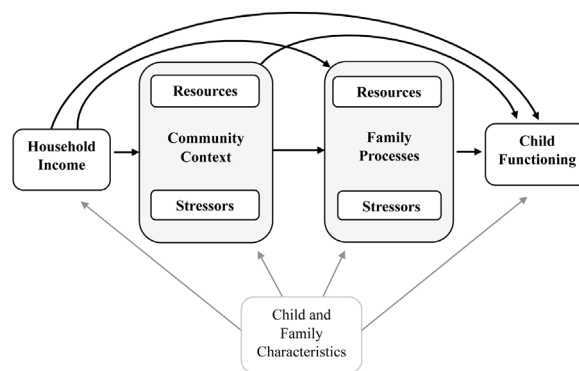 Resources
Resources
Household
Income
Community
Context
Family
Processes
Child
Functioning
Stressors
Stressors
Child and
Family
Characteristics